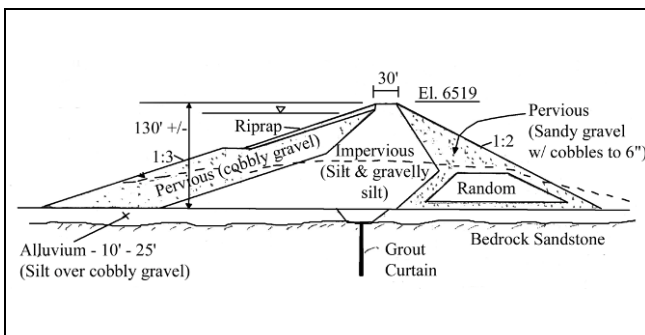 30'
El. 6519
130' +/-
Riprap
Pervious
(Sandy gravel
w/ cobbles to 6")
1:2
1:3
Pervious (cobbly gravel)
Impervious
(Silt & gravelly
silt)
Random
Alluvium - 10' - 25'
(Silt over cobbly gravel)
Grout
Curtain
Bedrock Sandstone